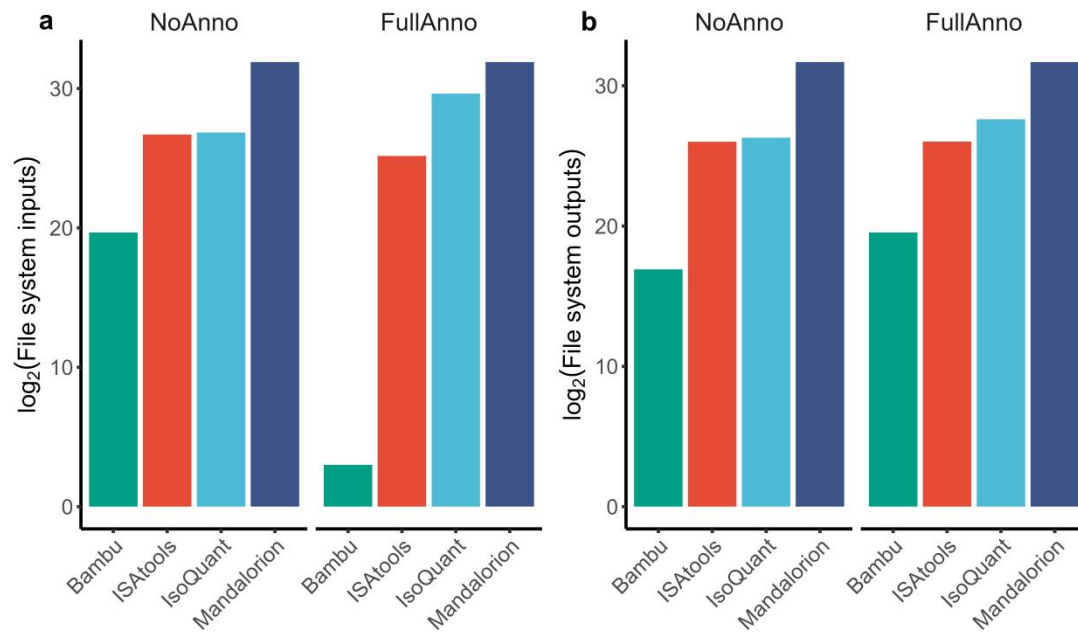 a
NoAnno
FullAnno
log₂(File system inputs)
30
20
10
0
Bambu
ISAtools
IsoQuant
Mandalorion
Bambu
ISAtools
IsoQuant
Mandalorion
b
NoAnno
FullAnno
log₂(File system outputs)
30
20
10
0
Bambu
ISAtools
IsoQuant
Mandalorion
Bambu
ISAtools
IsoQuant
Mandalorion